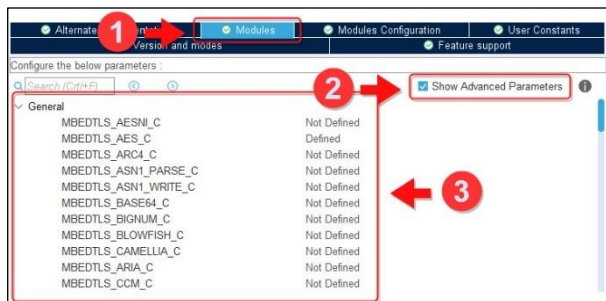 Alternate
1
Modules
Modules Configuration
User Constants
Version and modes
Feature support
Configure the below parameters :
Search (Crtl+F)
2
Show Advanced Parameters
General
MBEDTLS_AESNI_C Not Defined
MBEDTLS_AES_C Defined
MBEDTLS_ARC4_C Not Defined
MBEDTLS_ASN1_PARSE_C Not Defined
MBEDTLS_ASN1_WRITE_C Not Defined
MBEDTLS_BASE64_C Not Defined
3
MBEDTLS_BIGNUM_C Not Defined
MBEDTLS_BLOWFISH_C Not Defined
MBEDTLS_CAMELLIA_C Not Defined
MBEDTLS_ARIA_C Not Defined
MBEDTLS_CCM_C Not Defined